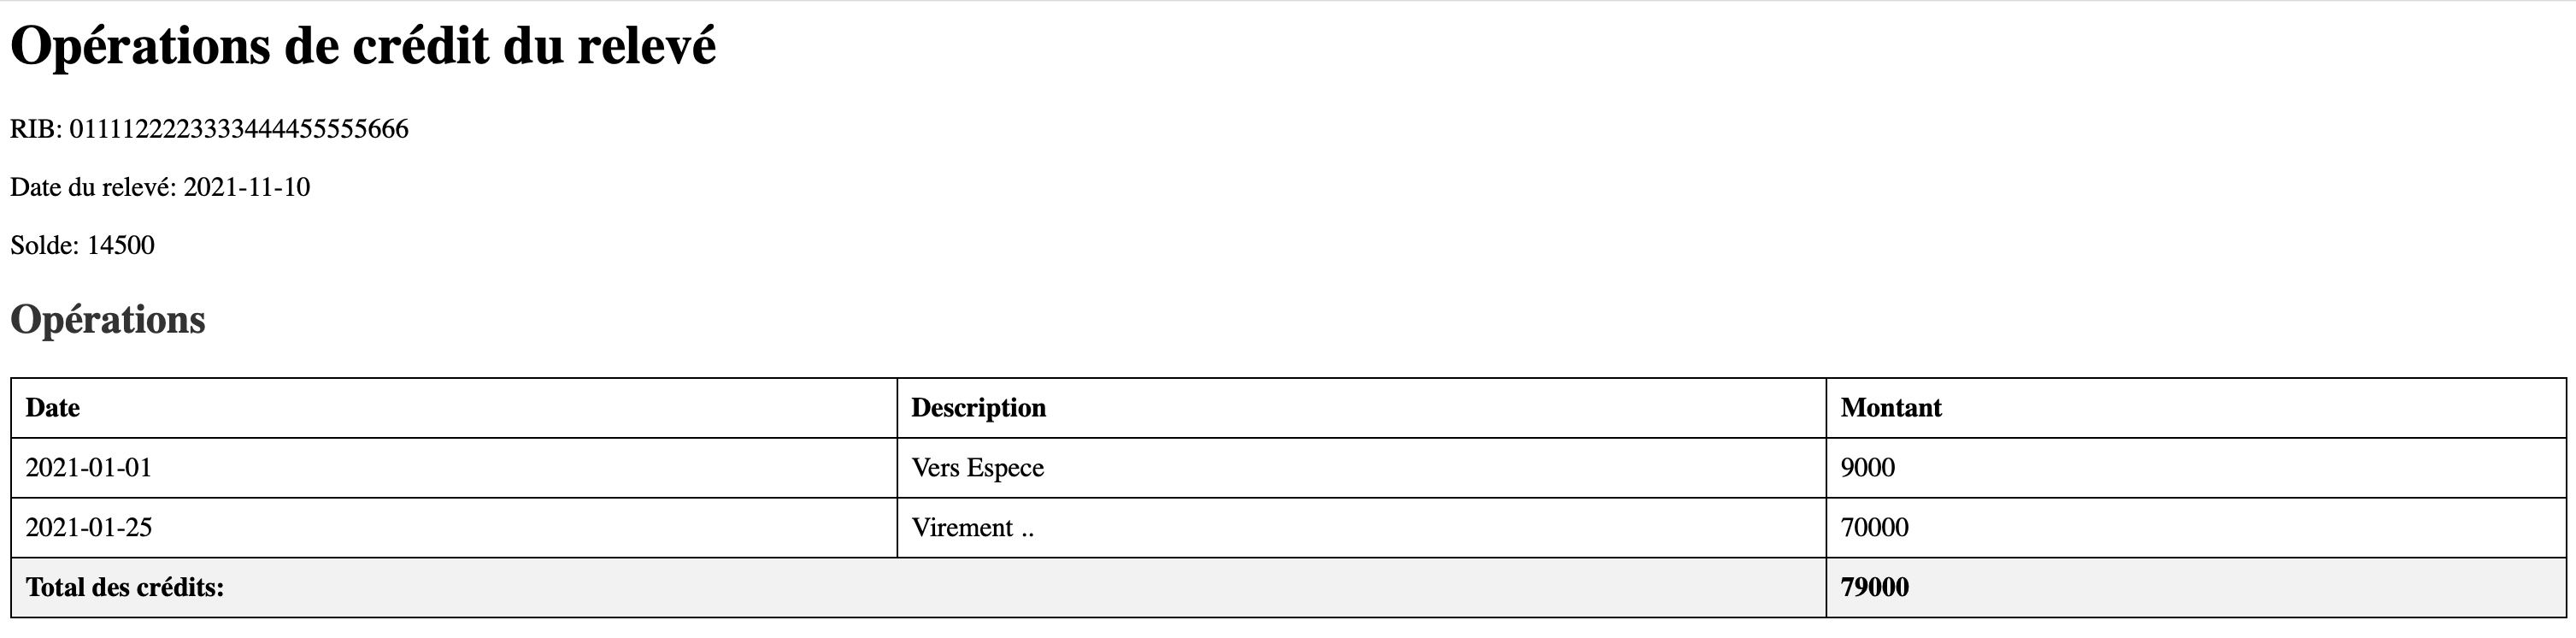 Opérations de crédit du relevé
RIB: 0111122223333444455555666
Date du relevé: 2021-11-10
Solde: 14500
Opérations
Date Description Montant
2021-01-01 Vers Espece 9000
2021-01-25 Virement .. 70000
Total des crédits: 79000